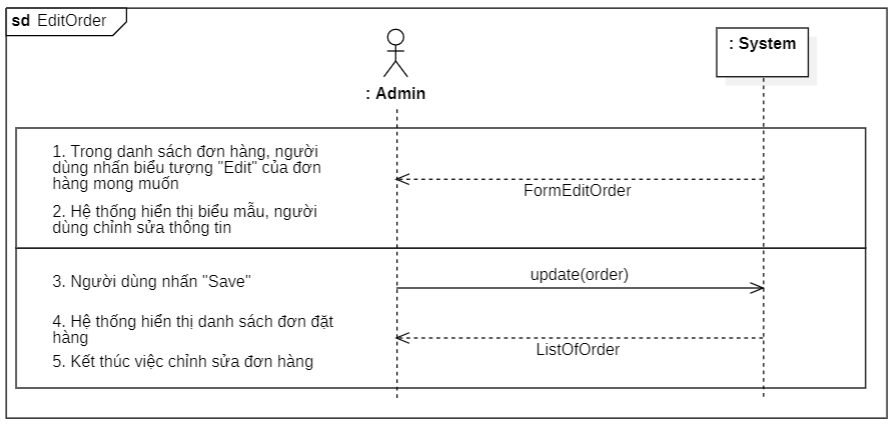 sd EditOrder
: Admin
: System
1. Trong danh sách đơn hàng, người
dùng nhấn biểu tượng "Edit" của đơn
hàng mong muốn
FormEditOrder
2. Hệ thống hiển thị biểu mẫu, người
dùng chỉnh sửa thông tin
3. Người dùng nhấn "Save"
update(order)
4. Hệ thống hiển thị danh sách đơn đặt
hàng
ListOfOrder
5. Kết thúc việc chỉnh sửa đơn hàng